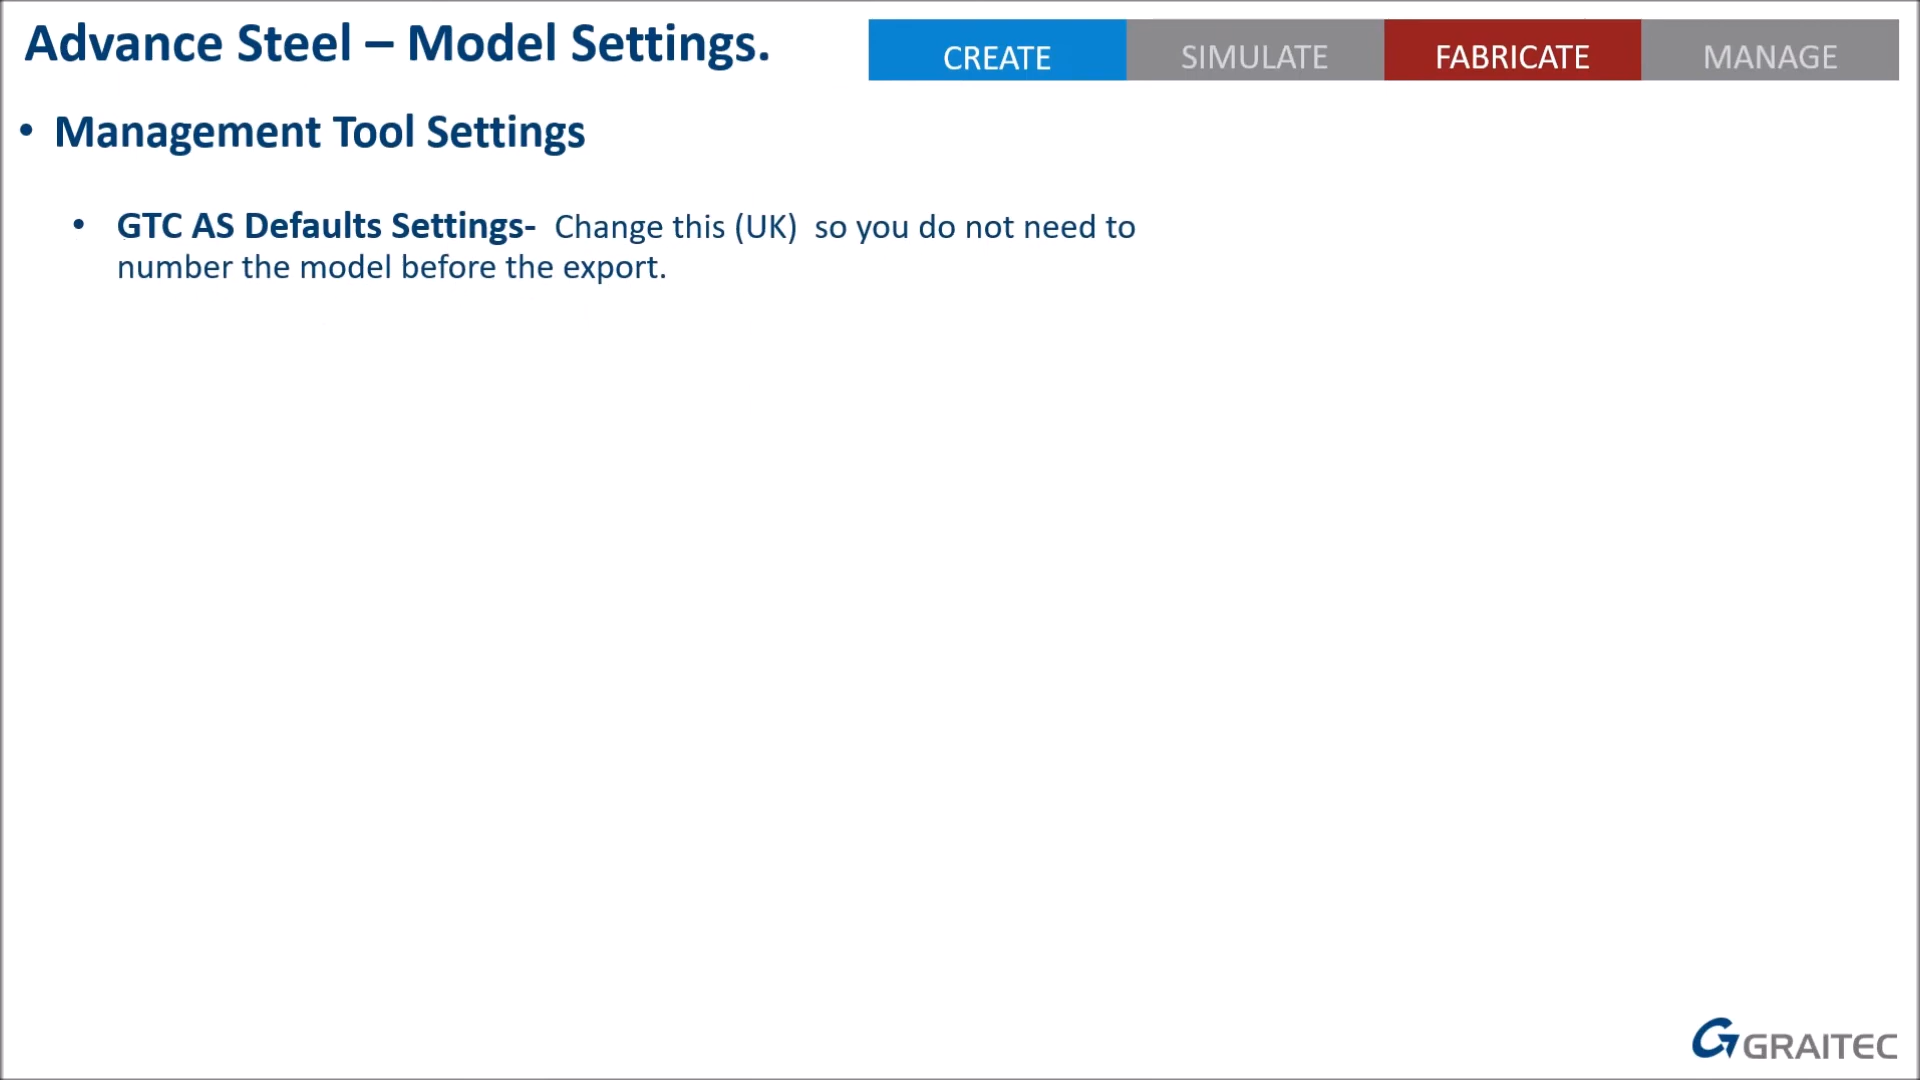 Advance Steel – Model Settings.
CREATE
SIMULATE
FABRICATE
MANAGE
• Management Tool Settings
• GTC AS Defaults Settings- Change this (UK) so you do not need to
number the model before the export.
GRAITEC